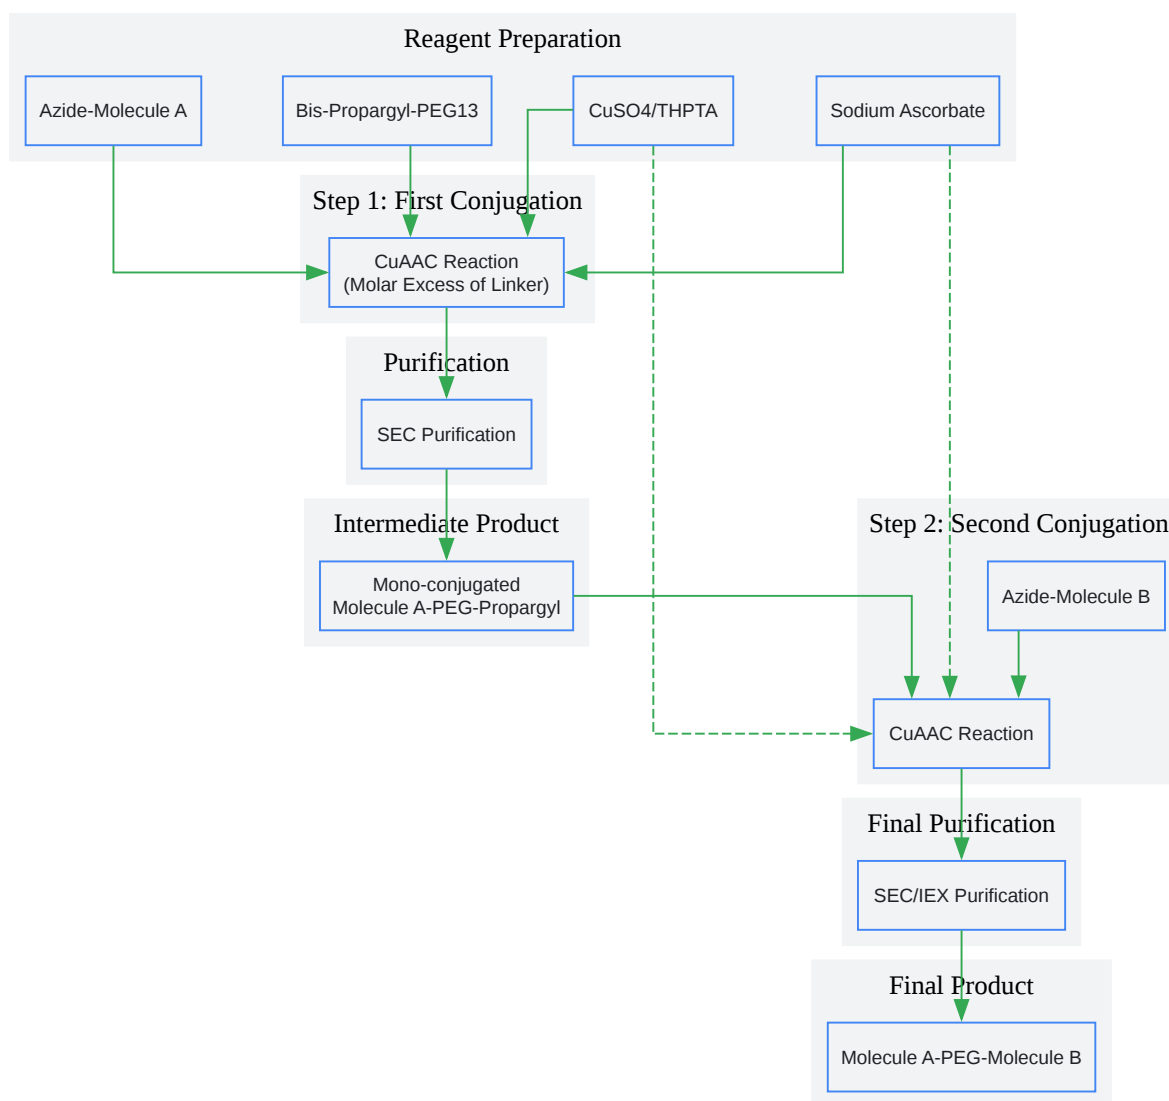 Reagent Preparation
Azide-Molecule A
Bis-Propargyl-PEG13
CuSO4/THPTA
Sodium Ascorbate
Step 1: First Conjugation
CuAAC Reaction
(Molar Excess of Linker)
Purification
SEC Purification
Intermediate Product
Mono-conjugated
Molecule A-PEG-Propargyl
Step 2: Second Conjugation
Azide-Molecule B
CuAAC Reaction
Final Purification
SEC/IEX Purification
Final Product
Molecule A-PEG-Molecule B